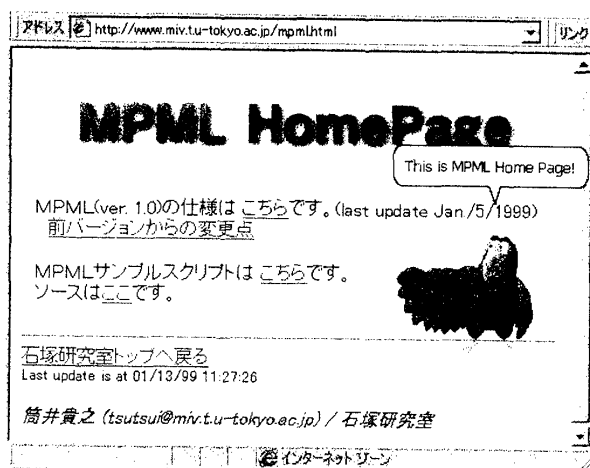 アドレス http://www.miv.t.u-tokyo.ac.jp/mpml.html リンク
MPML HomePage
This is MPML Home Page!
MPML(ver. 1.0)の仕様は こちらです。(last update Jan./5/1999)
前バージョンからの変更点
MPMLサンプルスクリプトは こちらです。
ソースはここです。
石塚研究室トップへ戻る
Last update is at 01/13/99 11:27:26
筒井貴之 (tsutsui@miv.t.u-tokyo.ac.jp) / 石塚研究室
インターネット ゾーン